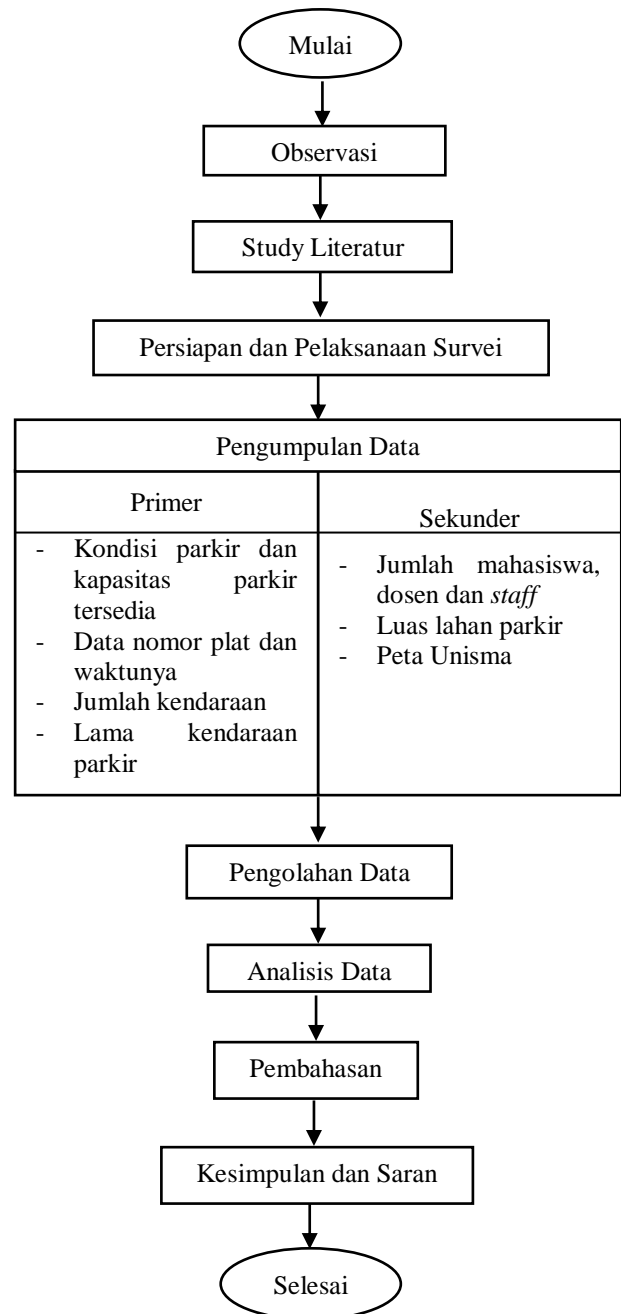 Mulai
Observasi
Study Literatur
Persiapan dan Pelaksanaan Survei
Pengumpulan Data
Primer
- Kondisi parkir dan
kapasitas parkir
tersedia
- Data nomor plat dan
waktunya
- Jumlah kendaraan
- Lama kendaraan
parkir
Sekunder
- Jumlah mahasiswa,
dosen dan staff
- Luas lahan parkir
- Peta Unisma
Pengolahan Data
Analisis Data
Pembahasan
Kesimpulan dan Saran
Selesai